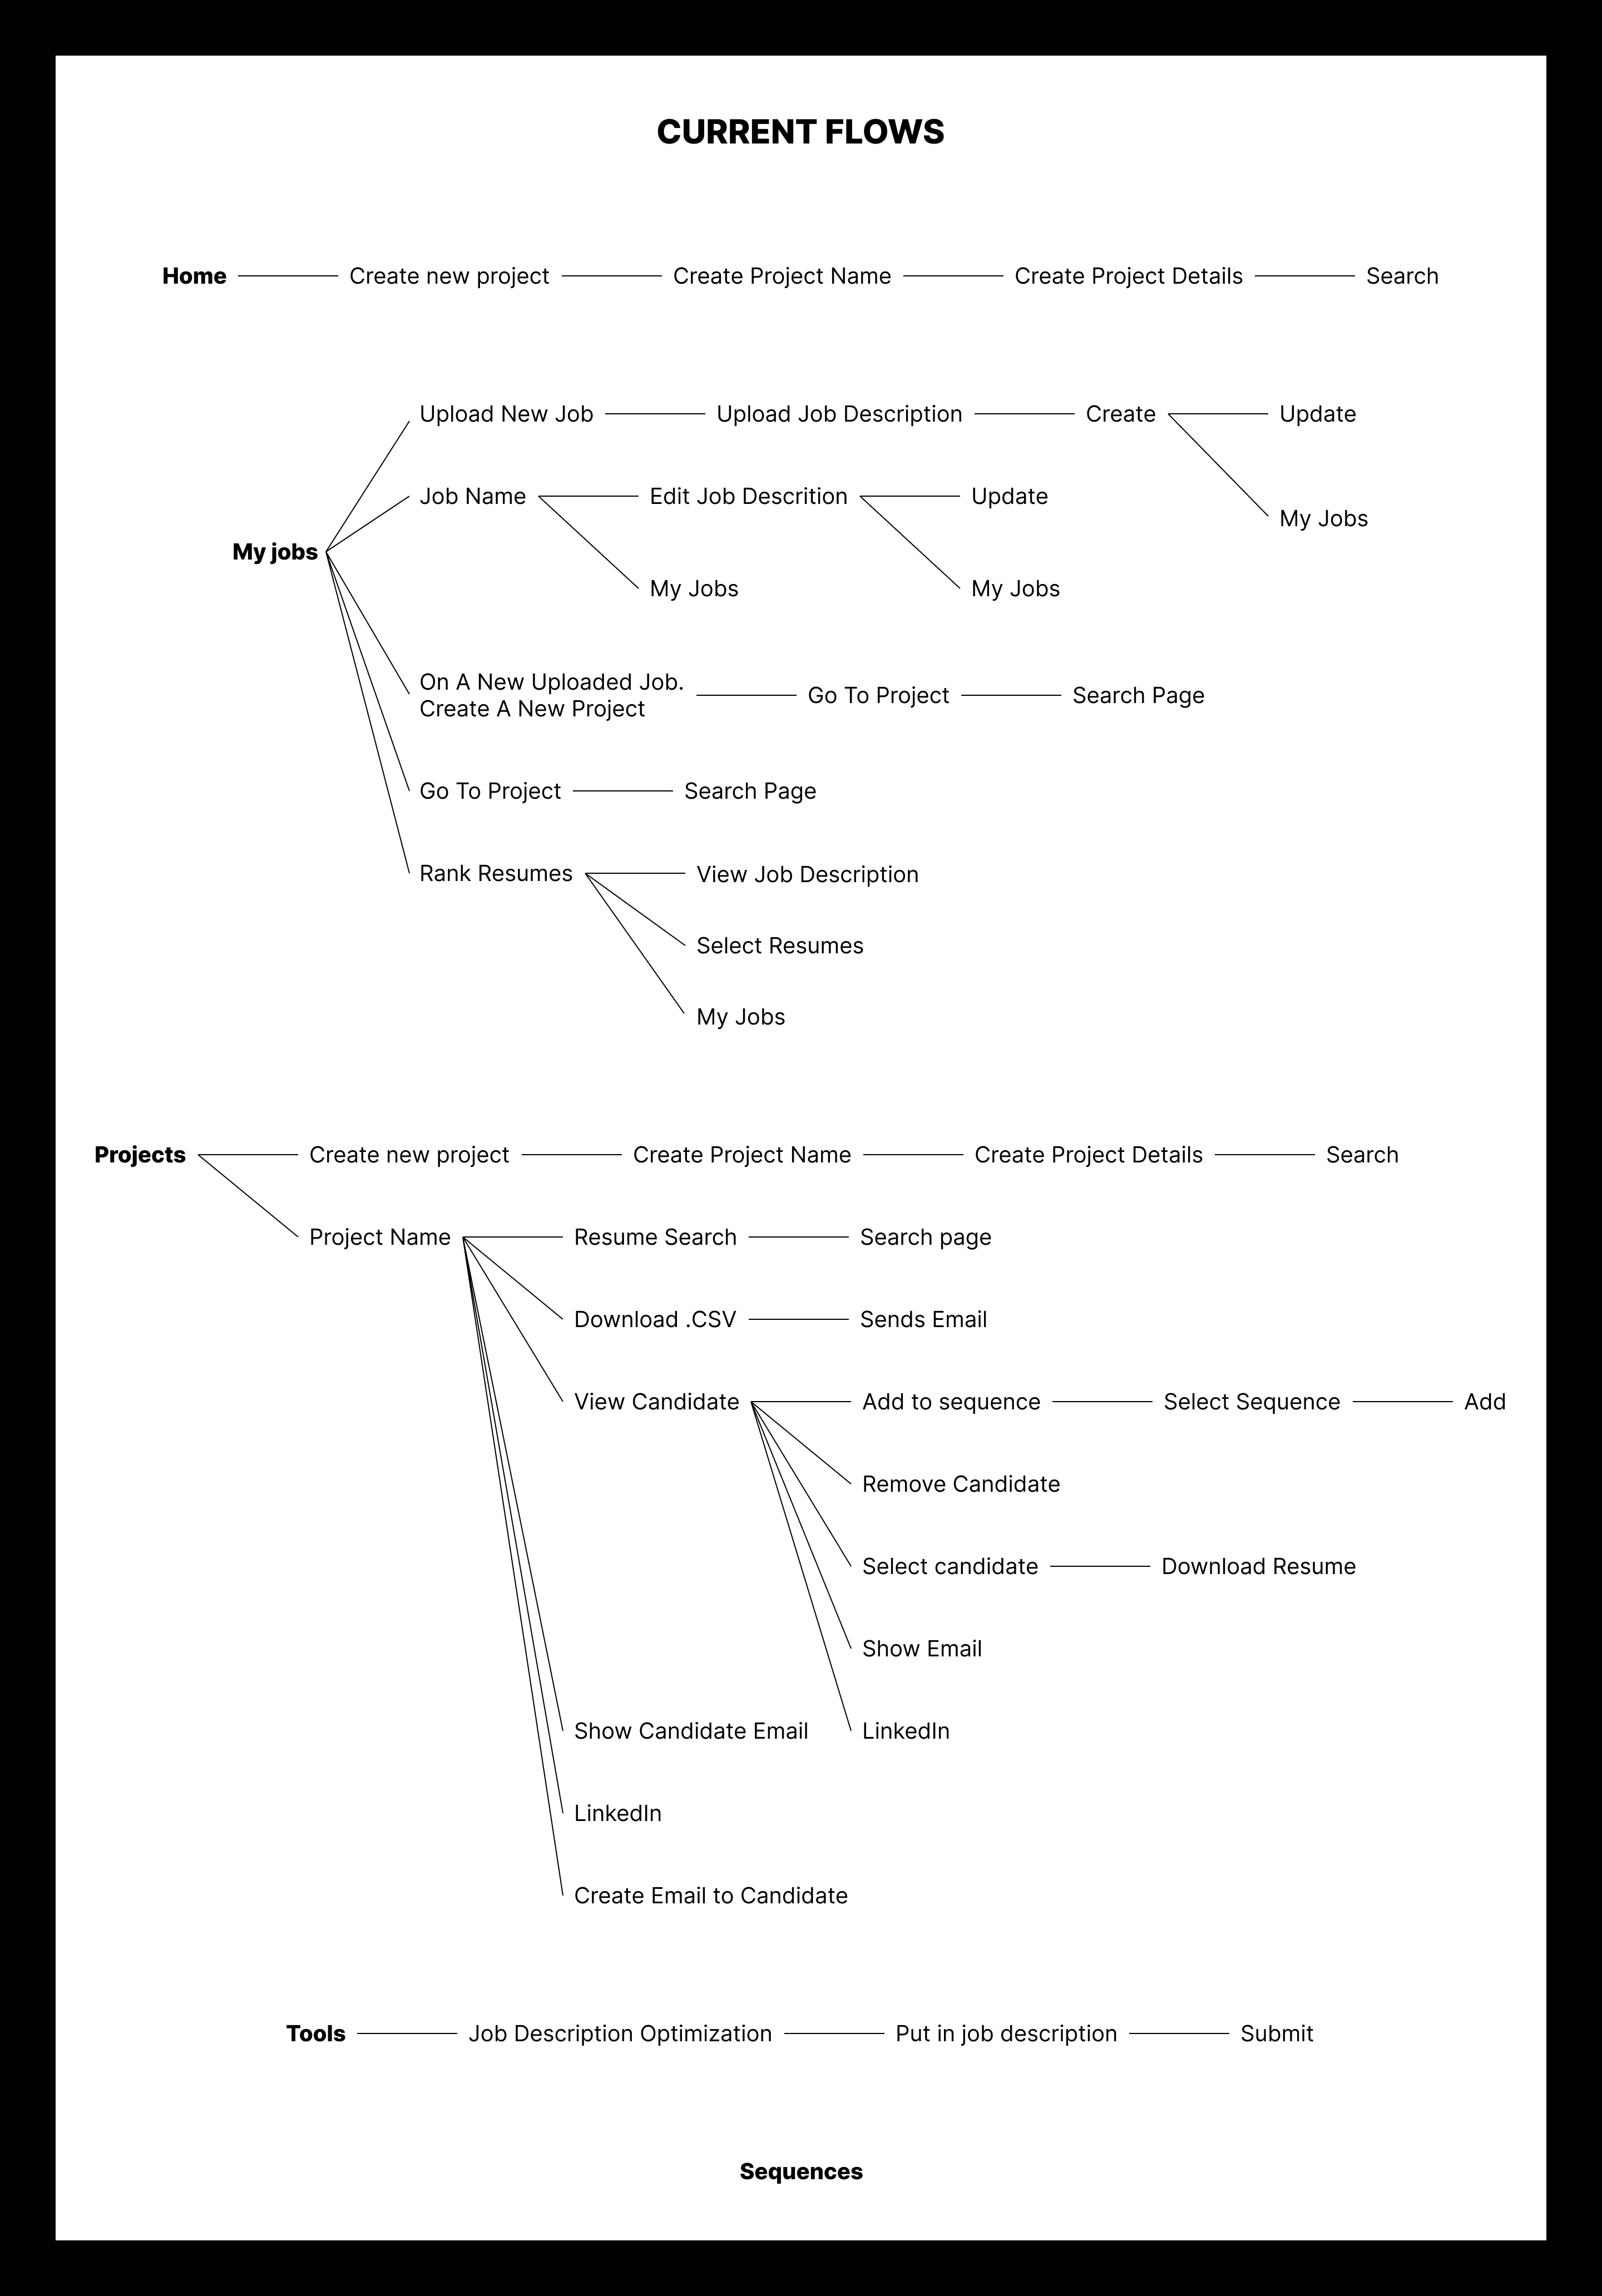 CURRENT FLOWS
Home Create new project Create Project Name Create Project Details Search
Upload New Job Upload Job Description Create Update
My Jobs
Job Name Edit Job Descrition Update
My jobs
My Jobs My Jobs
On A New Uploaded Job.
Create A New Project
Go To Project Search Page
Go To Project Search Page
Rank Resumes View Job Description
Select Resumes
My Jobs
Projects Create new project Create Project Name Create Project Details Search
Project Name Resume Search Search page
Download .CSV Sends Email
View Candidate Add to sequence Select Sequence Add
Remove Candidate
Select candidate Download Resume
Show Email
Show Candidate Email LinkedIn
LinkedIn
Create Email to Candidate
Tools Job Description Optimization Put in job description Submit
Sequences